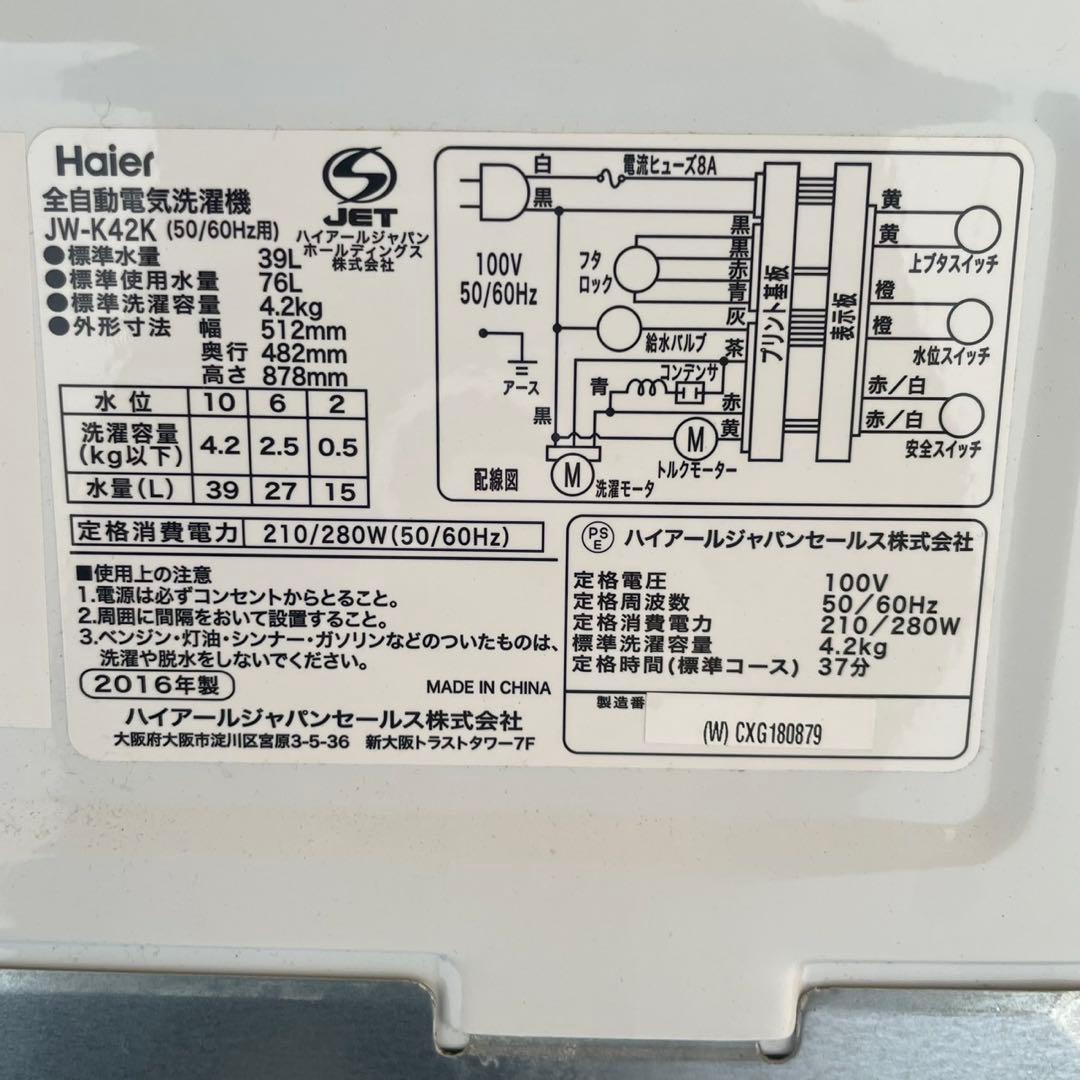 Haier
全自動電気洗濯機
JW-K42K (50/60Hz用)
JET
ハイアールジャパン
ホールディングス
株式会社
●標準水量 39L
●標準使用水量 76L
●標準洗濯容量 4.2kg
●外形寸法 幅 512mm
奥行 482mm
高さ 878mm
水位 10 6 2
洗濯容量
(kg以下) 4.2 2.5 0.5
水量(L) 39 27 15
定格消費電力 210/280W(50/60Hz)
■使用上の注意
1.電源は必ずコンセントからとること。
2.周囲に間隔をおいて設置すること。
3.ベンジン・灯油・シンナー・ガソリンなどのついたものは、
洗濯や脱水をしないでください。
2016年製 MADE IN CHINA
ハイアールジャパンセールス株式会社
大阪府大阪市淀川区宮原3-5-36 新大阪トラストタワー7F
白 電流ヒューズ8A
黒
100V
50/60Hz
アース
フタ
ロック
黒
黒
赤
青
灰
給水バルブ
茶
コンデンサ
青
赤
黒
黄
M
トルクモーター
M
洗濯モータ
配線図
プリント基板
表示板
黄
黄
上ブタスイッチ
橙
橙
水位スイッチ
赤/白
赤/白
安全スイッチ
PS
E
ハイアールジャパンセールス株式会社
定格電圧 100V
定格周波数 50/60Hz
定格消費電力 210/280W
標準洗濯容量 4.2kg
定格時間(標準コース) 37分
製造番
(W) CXG180879